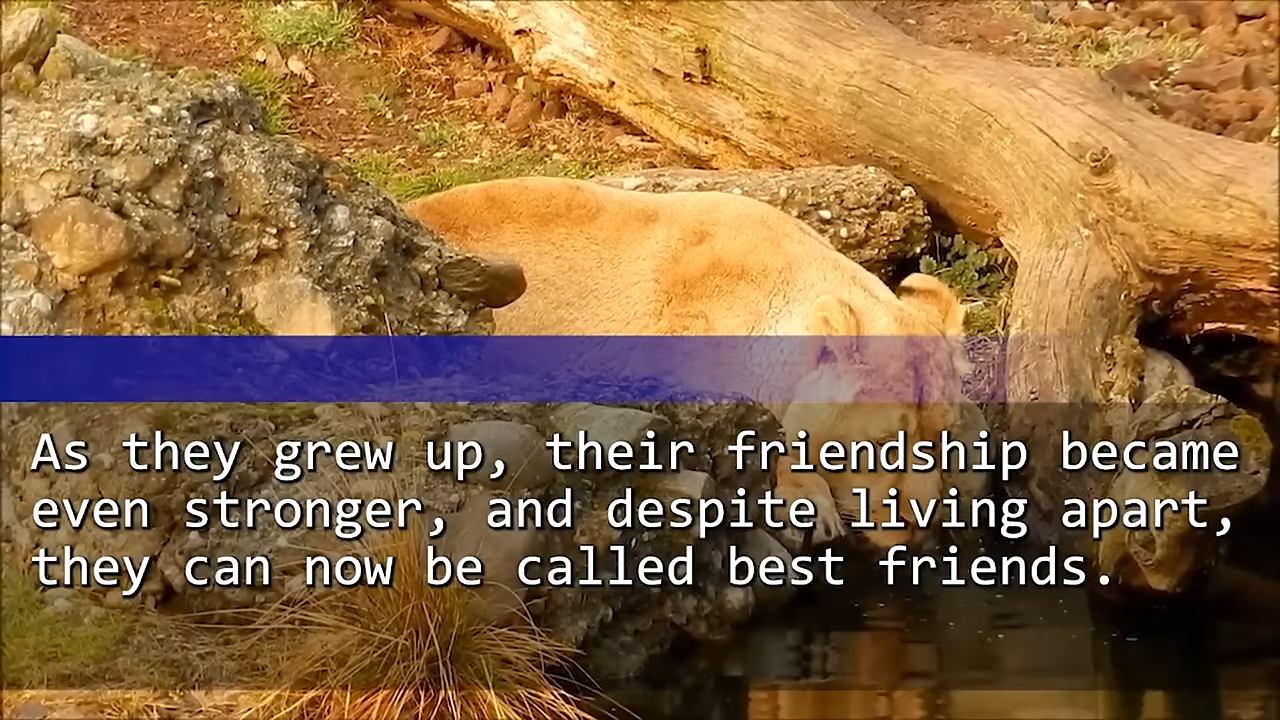 As they grew up, their friendship became
even stronger, and despite living apart,
they can now be called best friends.